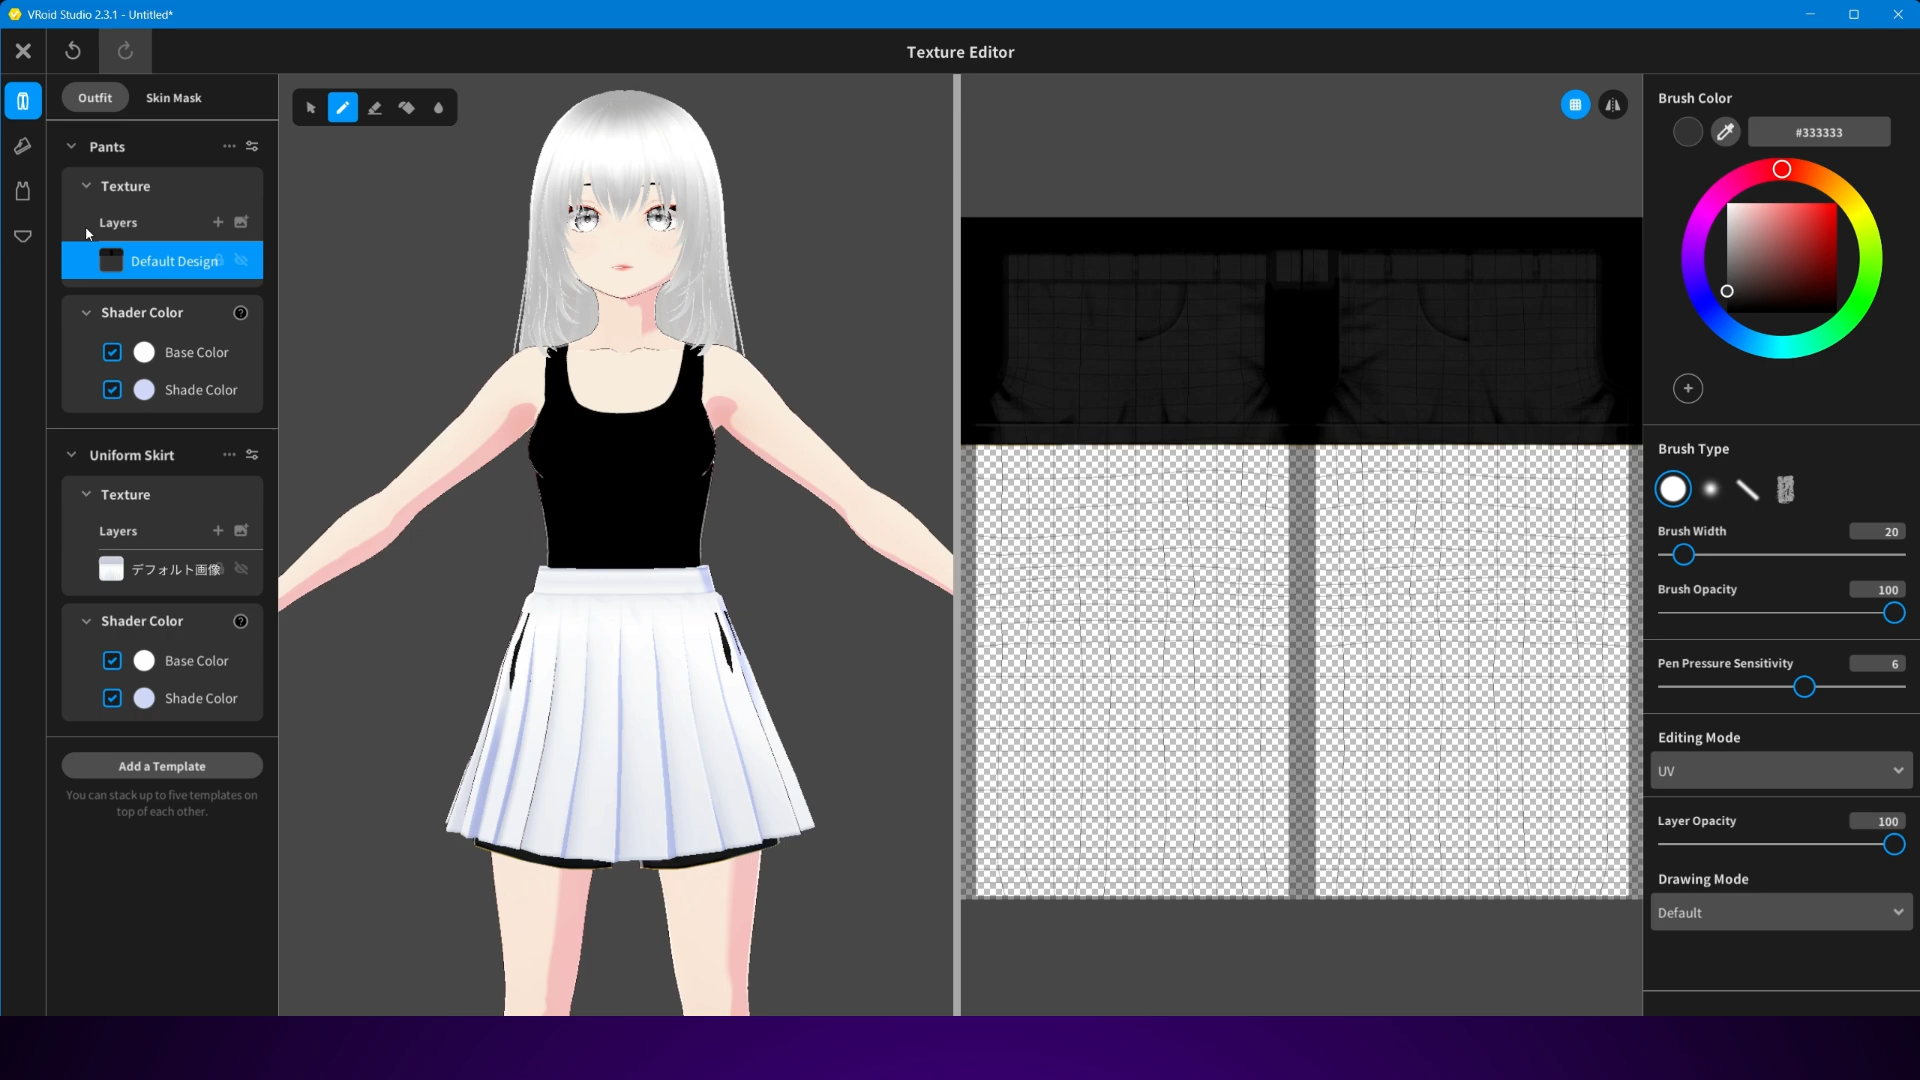 VRoid Studio 2.3.1 - Untitled*
Texture Editor
Outfit
Skin Mask
Pants
Texture
Layers
Default Design
Shader Color
Base Color
Shade Color
Uniform Skirt
Texture
Layers
デフォルト画像
Shader Color
Base Color
Shade Color
Add a Template
You can stack up to five templates on
top of each other.
Brush Color
#333333
Brush Type
Brush Width
20
Brush Opacity
100
Pen Pressure Sensitivity
6
Editing Mode
UV
Layer Opacity
100
Drawing Mode
Default